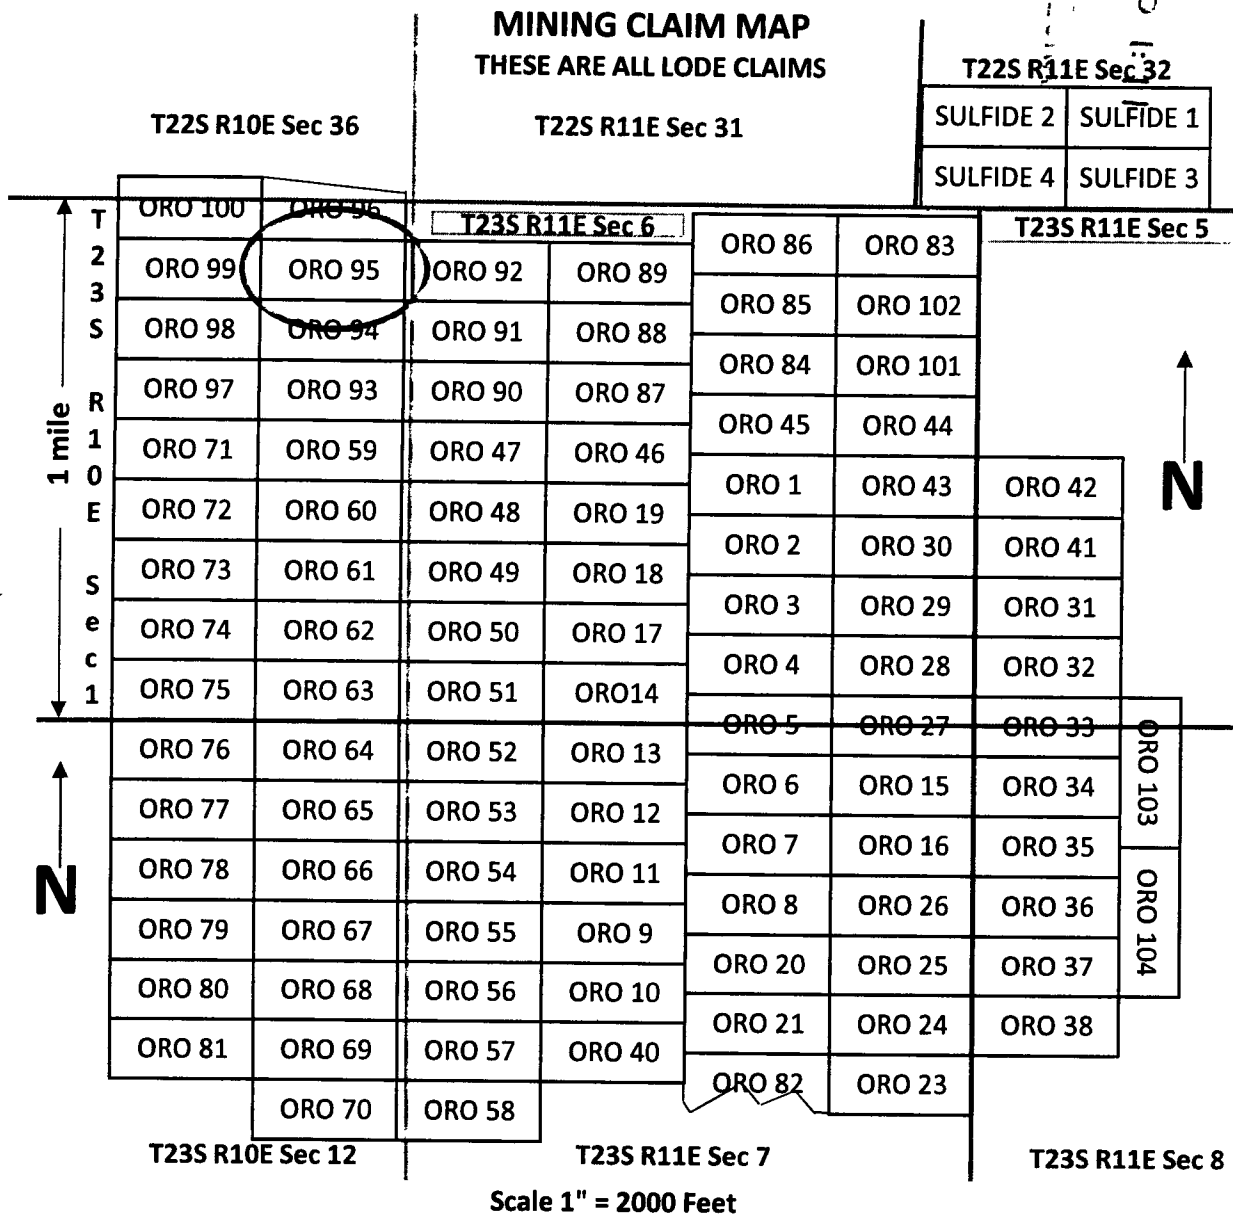 MINING CLAIM MAP
THESE ARE ALL LODE CLAIMS
T22S R11E Sec 32
T22S R10E Sec 36
T22S R11E Sec 31
SULFIDE 2 SULFIDE 1
SULFIDE 4 SULFIDE 3
T23S R10E Sec1
1 mile
T23S R11E Sec 6
T23S R11E Sec 5
ORO 100 ORO 96 ORO 86 ORO 83
ORO 99 ORO 95 ORO 92 ORO 89 ORO 85 ORO 102
ORO 98 ORO 94 ORO 91 ORO 88 ORO 84 ORO 101
ORO 97 ORO 93 ORO 90 ORO 87 ORO 45 ORO 44
ORO 71 ORO 59 ORO 47 ORO 46 ORO 1 ORO 43 ORO 42
N
ORO 72 ORO 60 ORO 48 ORO 19 ORO 2 ORO 30 ORO 41
ORO 73 ORO 61 ORO 49 ORO 18 ORO 3 ORO 29 ORO 31
ORO 74 ORO 62 ORO 50 ORO 17 ORO 4 ORO 28 ORO 32
ORO 75 ORO 63 ORO 51 ORO14 ORO 5 ORO 27 ORO 33
ORO 103
ORO 76 ORO 64 ORO 52 ORO 13 ORO 6 ORO 15 ORO 34
ORO 77 ORO 65 ORO 53 ORO 12 ORO 7 ORO 16 ORO 35
N
ORO 78 ORO 66 ORO 54 ORO 11 ORO 8 ORO 26 ORO 36
ORO 104
ORO 79 ORO 67 ORO 55 ORO 9 ORO 20 ORO 25 ORO 37
ORO 80 ORO 68 ORO 56 ORO 10 ORO 21 ORO 24 ORO 38
ORO 81 ORO 69 ORO 57 ORO 40 ORO 82 ORO 23
ORO 70 ORO 58
T23S R10E Sec 12
T23S R11E Sec 7
T23S R11E Sec 8
Scale 1" = 2000 Feet